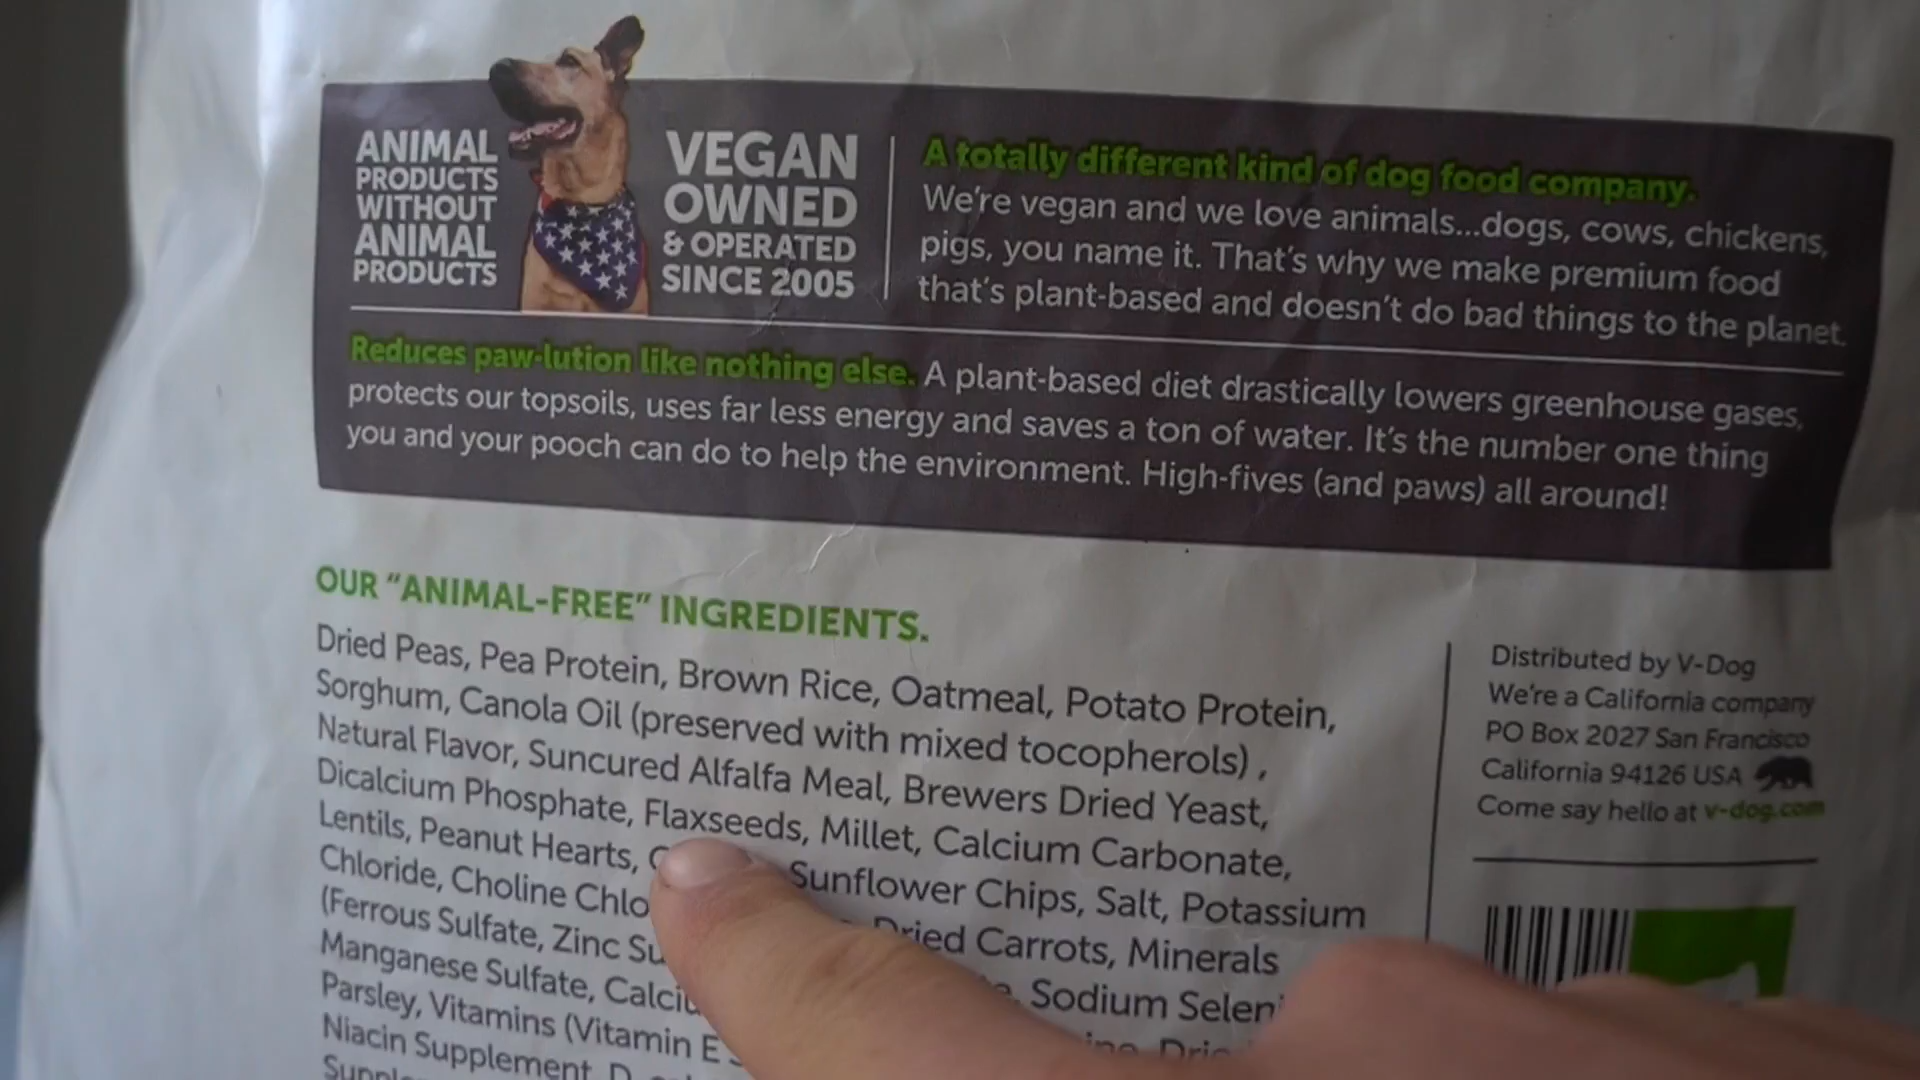 ANIMAL
PRODUCTS
WITHOUT
ANIMAL
PRODUCTS
VEGAN
OWNED
& OPERATED
SINCE 2005
A totally different kind of dog food company.
We're vegan and we love animals...dogs, cows, chickens,
pigs, you name it. That's why we make premium food
that's plant-based and doesn't do bad things to the planet.
Reduces paw-lution like nothing else. A plant-based diet drastically lowers greenhouse gases,
protects our topsoils, uses far less energy and saves a ton of water. It's the number one thing
you and your pooch can do to help the environment. High-fives (and paws) all around!
OUR "ANIMAL-FREE" INGREDIENTS.
Dried Peas, Pea Protein, Brown Rice, Oatmeal, Potato Protein,
Sorghum, Canola Oil (preserved with mixed tocopherols) ,
Natural Flavor, Suncured Alfalfa Meal, Brewers Dried Yeast,
Dicalcium Phosphate, Flaxseeds, Millet, Calcium Carbonate,
Lentils, Peanut Hearts, Sunflower Chips, Salt, Potassium
Chloride, Choline Dried Carrots, Minerals
(Ferrous Sulfate, Zinc Sodium
Manganese Sulfate,
Parsley, Vitamins (Vitamin E
Niacin Supplement,
Distributed by V-Dog
We're a California company
PO Box 2027 San Francisco
California 94126 USA
Come say hello at v-dog.com